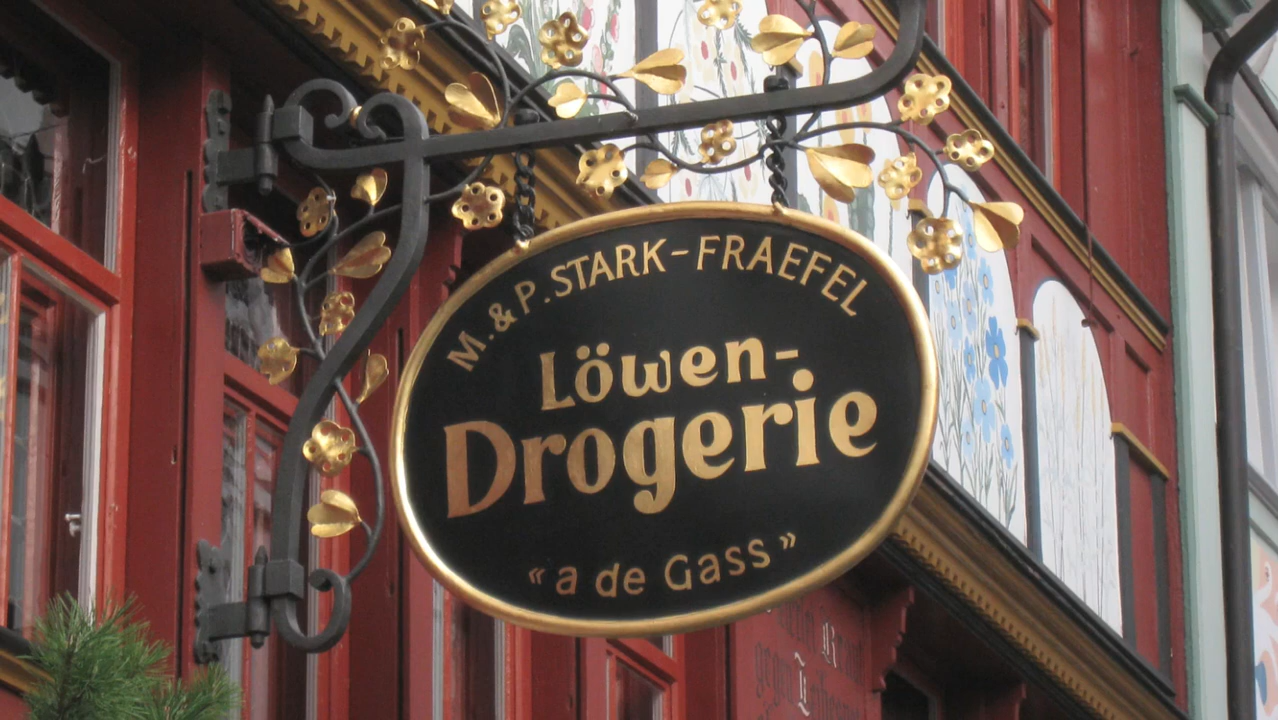 M. & P. STARK-FRAEFEL
Löwen-
Drogerie
«a de Gass»